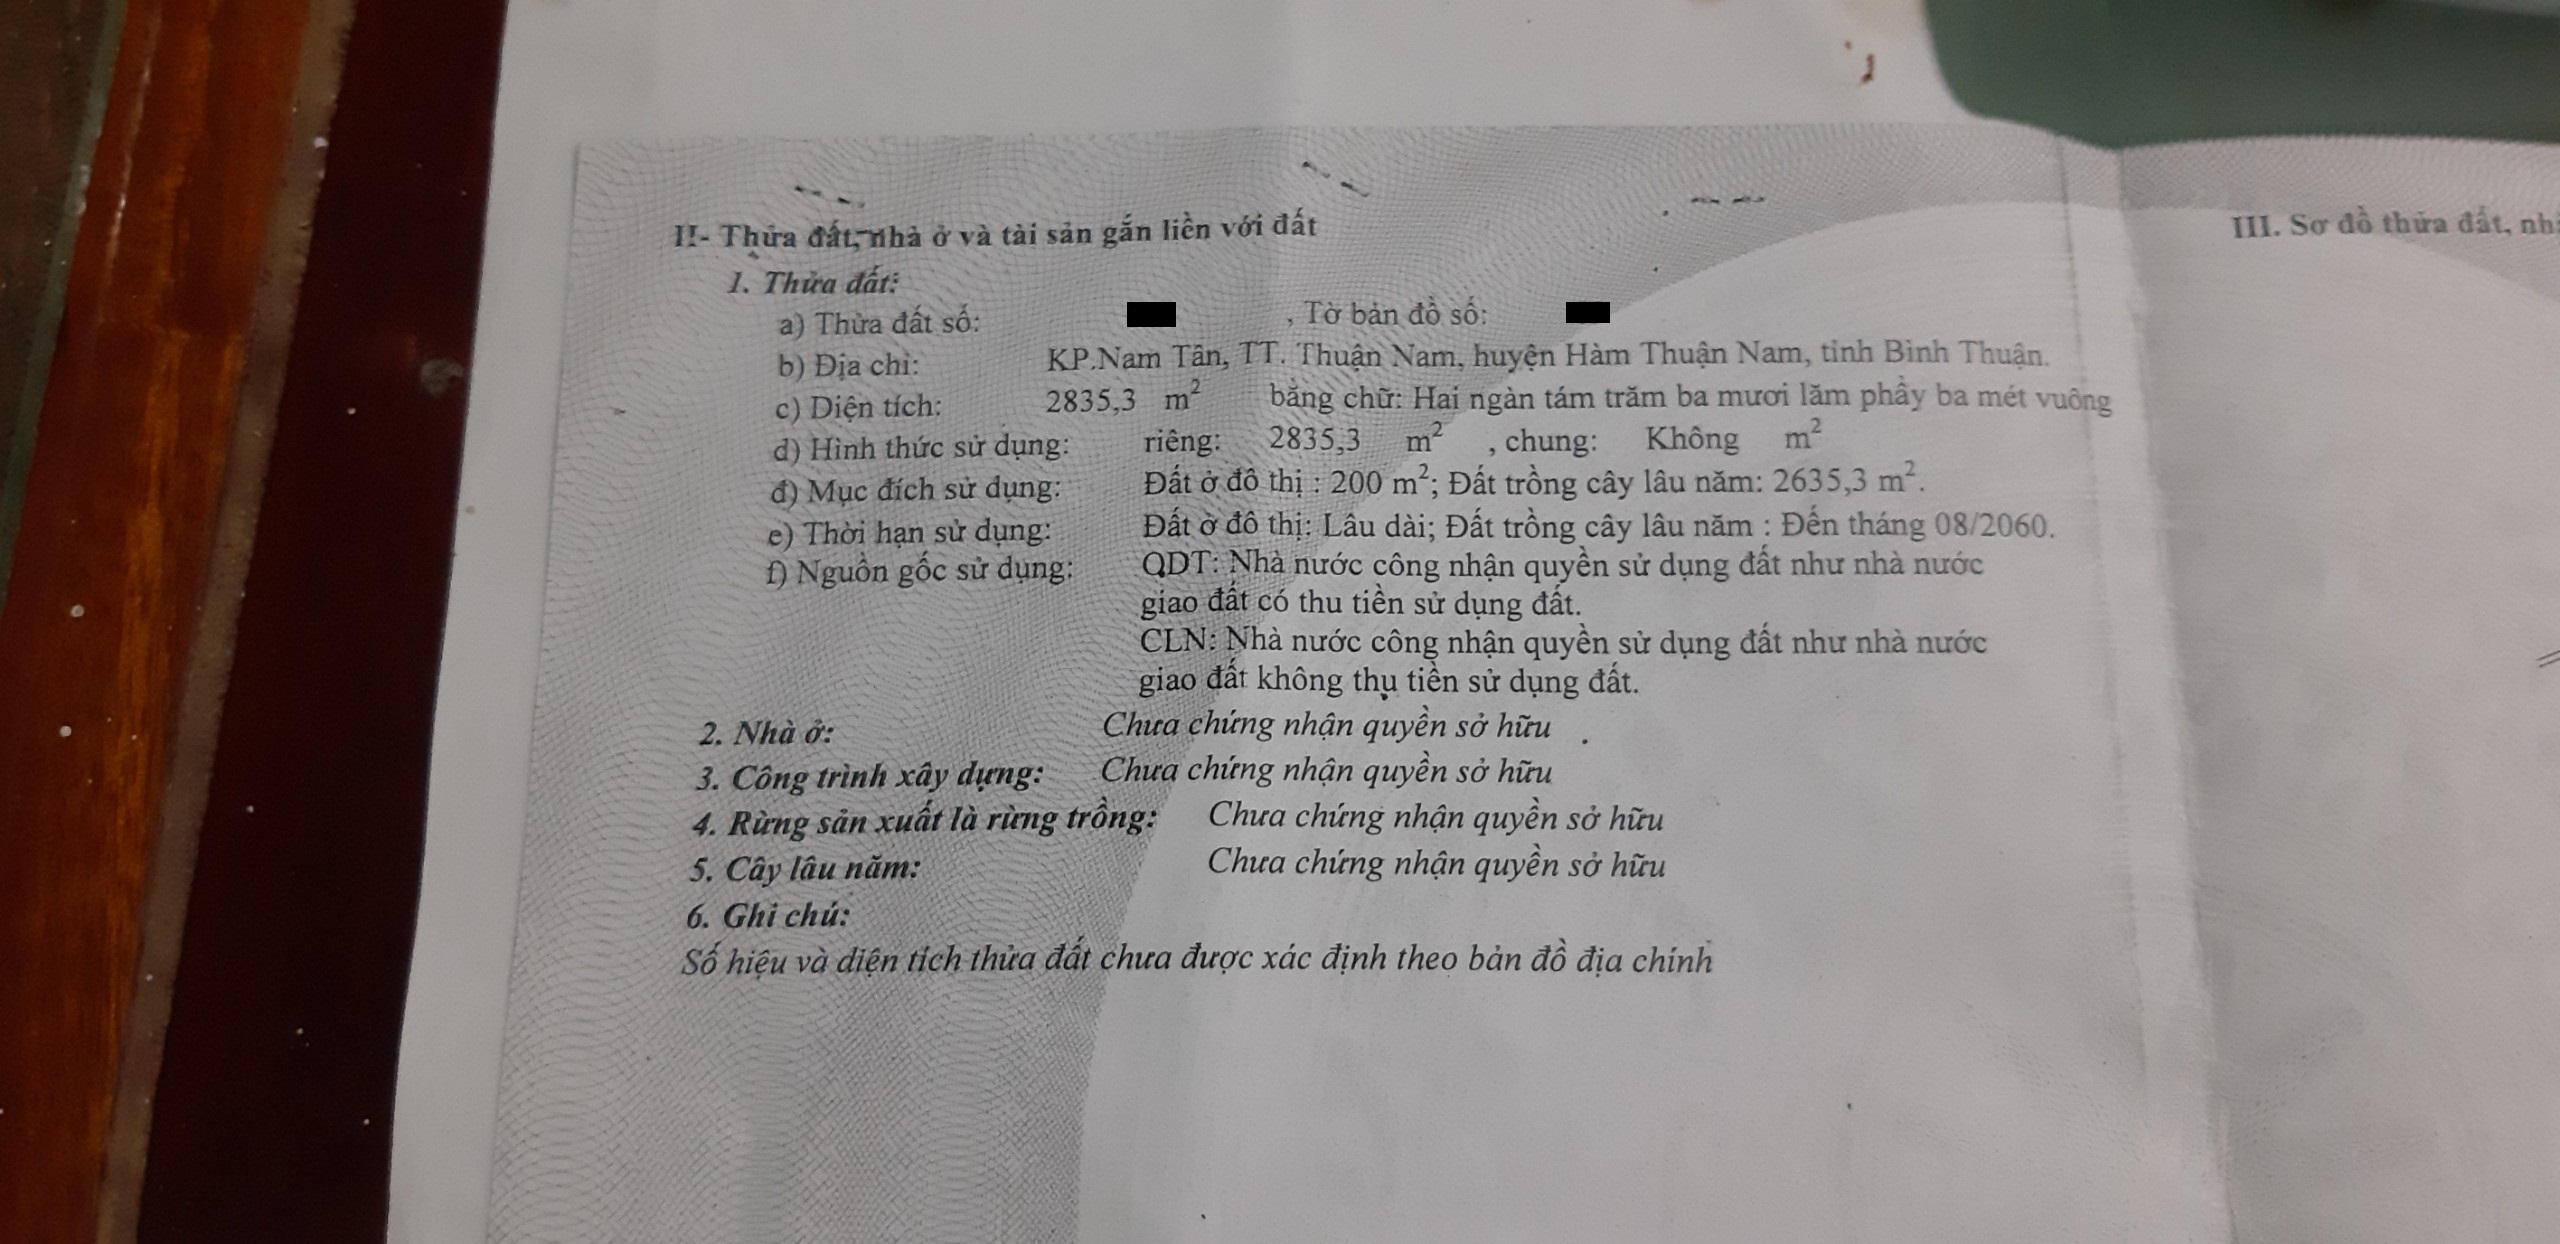 II- Thửa đất, nhà ở và tài sản gắn liền với đất
III. Sơ đồ thửa đất, nh
1. Thửa đất:
a) Thửa đất số: , Tờ bản đồ số:
b) Địa chỉ: KP.Nam Tân, TT. Thuận Nam, huyện Hàm Thuận Nam, tỉnh Bình Thuận.
c) Diện tích: 2835,3 m² bằng chữ: Hai ngàn tám trăm ba mươi lăm phẩy ba mét vuông
d) Hình thức sử dụng: riêng: 2835,3 m² , chung: Không m²
đ) Mục đích sử dụng: Đất ở đô thị : 200 m²; Đất trồng cây lâu năm: 2635,3 m².
e) Thời hạn sử dụng: Đất ở đô thị: Lâu dài; Đất trồng cây lâu năm : Đến tháng 08/2060.
f) Nguồn gốc sử dụng: QDT: Nhà nước công nhận quyền sử dụng đất như nhà nước
giao đất có thu tiền sử dụng đất.
CLN: Nhà nước công nhận quyền sử dụng đất như nhà nước
giao đất không thụ tiền sử dụng đất.
2. Nhà ở: Chưa chứng nhận quyền sở hữu
3. Công trình xây dựng: Chưa chứng nhận quyền sở hữu
4. Rừng sản xuất là rừng trồng: Chưa chứng nhận quyền sở hữu
5. Cây lâu năm: Chưa chứng nhận quyền sở hữu
6. Ghi chú:
Số hiệu và diện tích thửa đất chưa được xác định theo bản đồ địa chính